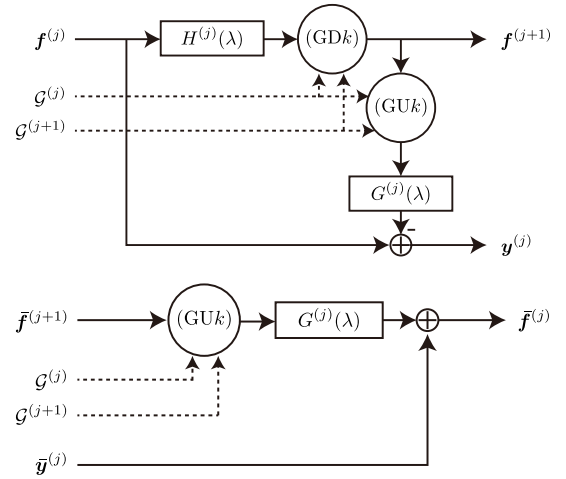 𝒇^{(j)} H^{(j)}(λ) (GDk) 𝒇^{(j+1)}
𝒢^{(j)} (GUk)
𝒢^{(j+1)}
G^{(j)}(λ)
-
+ 𝒚^{(j)}
𝒇̄^{(j+1)} (GUk) G^{(j)}(λ) + 𝒇̄^{(j)}
𝒢^{(j)}
𝒢^{(j+1)}
𝒚̄^{(j)}